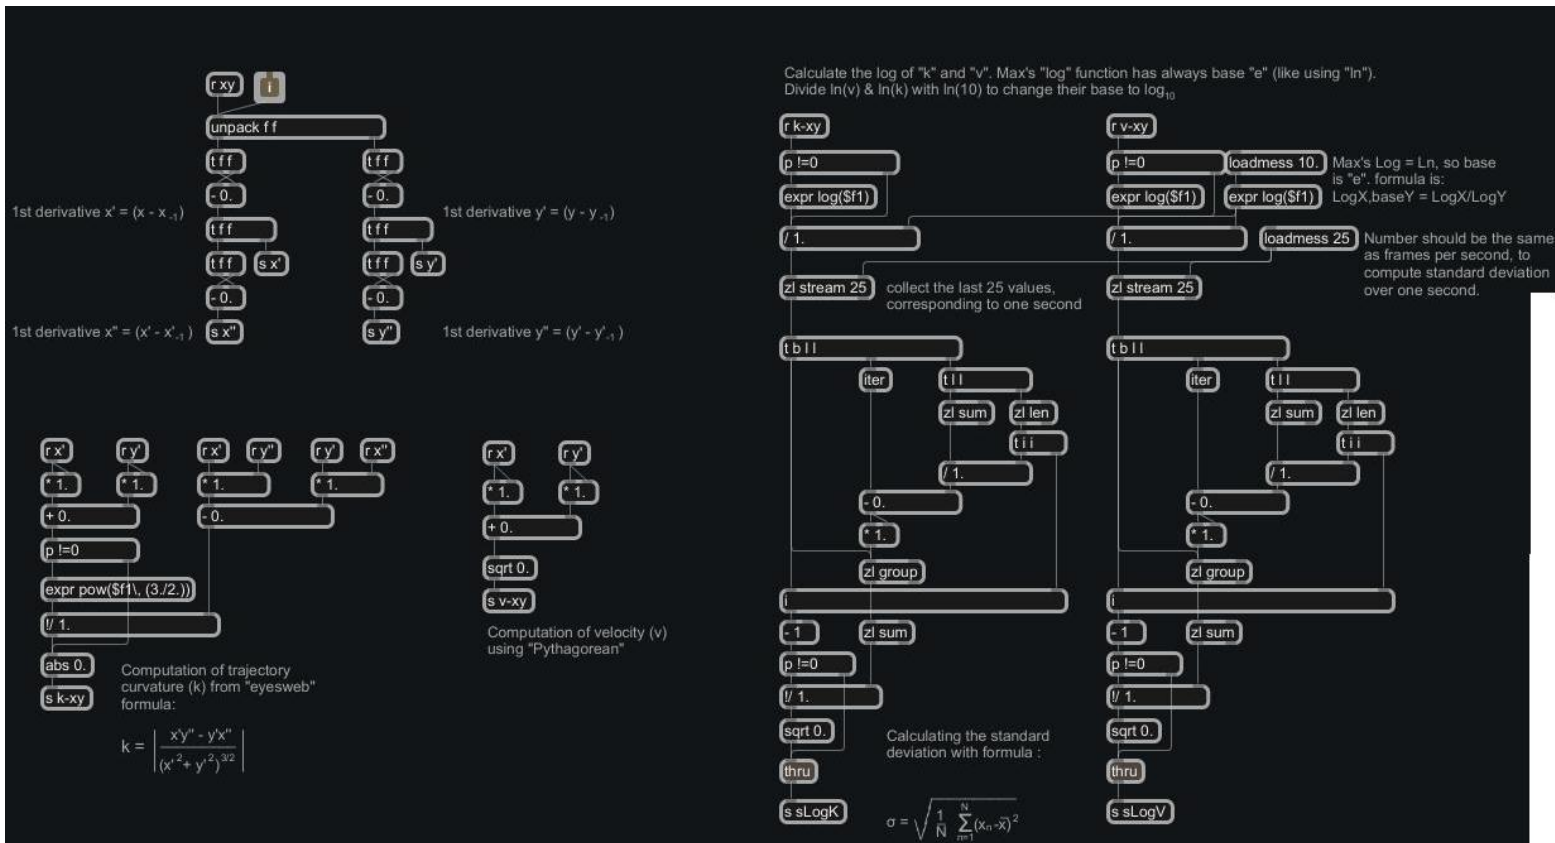 r xy
i
unpack f f
t f f
t f f
- 0.
- 0.
1st derivative x' = (x - x -1)
1st derivative y' = (y - y -1)
t f f
t f f
t f f
s x'
t f f
s y'
- 0.
- 0.
1st derivative x" = (x' - x'-1 )
s x"
s y"
1st derivative y" = (y' - y'-1 )
r x'
r y'
r x'
r y"
r y'
r x"
* 1.
* 1.
* 1.
* 1.
+ 0.
- 0.
p !=0
expr pow($f1\, (3./2.))
!/ 1.
abs 0.
s k-xy
Computation of trajectory
curvature (k) from "eyesweb"
formula:
k = | x'y" - y'x" / (x' 2 + y' 2) 3/2 |
r x'
r y'
* 1.
* 1.
+ 0.
sqrt 0.
s v-xy
Computation of velocity (v)
using "Pythagorean"
Calculate the log of "k" and "v". Max's "log" function has always base "e" (like using "ln").
Divide ln(v) & ln(k) with ln(10) to change their base to log10
r k-xy
r v-xy
p !=0
p !=0
loadmess 10.
expr log($f1)
expr log($f1)
expr log($f1)
Max's Log = Ln, so base
is "e". formula is:
LogX,baseY = LogX/LogY
/ 1.
/ 1.
loadmess 25
Number should be the same
as frames per second, to
compute standard deviation
over one second.
zl stream 25
collect the last 25 values,
corresponding to one second
zl stream 25
t b l l
iter
t l l
zl sum
zl len
t i i
/ 1.
- 0.
* 1.
zl group
i
- 1
zl sum
p !=0
!/ 1.
sqrt 0.
thru
s sLogK
Calculating the standard
deviation with formula :
σ = √ 1/N N Σ n=1 (xn-x̄) 2
t b l l
iter
t l l
zl sum
zl len
t i i
/ 1.
- 0.
* 1.
zl group
i
- 1
zl sum
p !=0
!/ 1.
sqrt 0.
thru
s sLogV